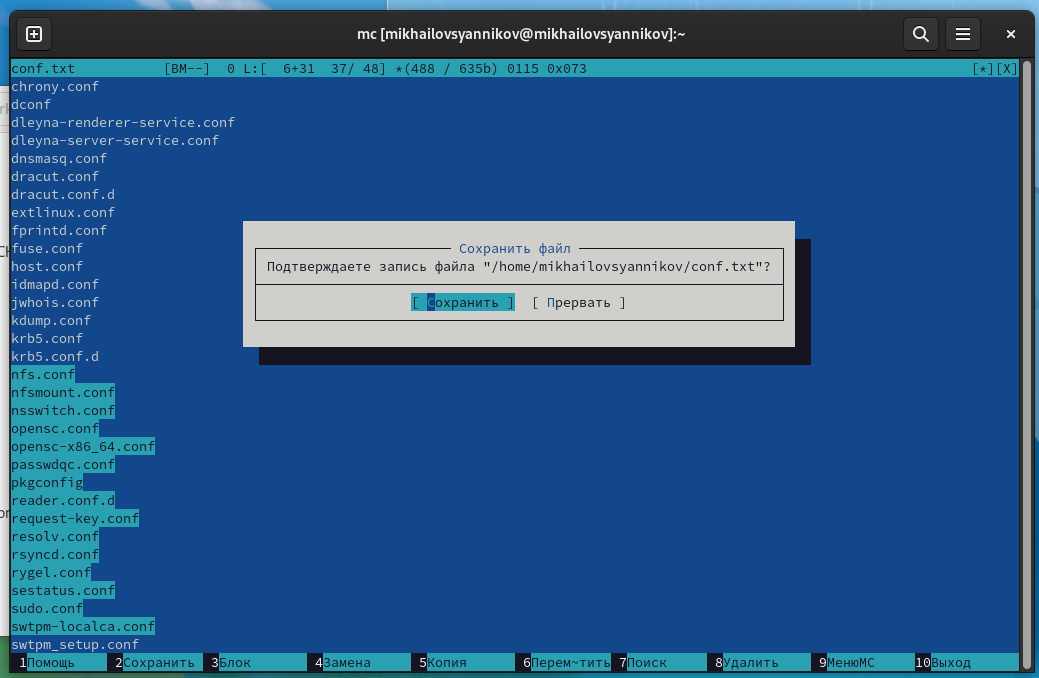 mc [mikhailovsyannikov@mikhailovsyannikov]:~
conf.txt [BM--] 0 L:[ 6+31 37/ 48] *(488 / 635b) 0115 0x073 [*][X]
chrony.conf
dconf
dleyna-renderer-service.conf
dleyna-server-service.conf
dnsmasq.conf
dracut.conf
dracut.conf.d
extlinux.conf
fprintd.conf
fuse.conf
host.conf
idmapd.conf
jwhois.conf
kdump.conf
krb5.conf
krb5.conf.d
nfs.conf
nfsmount.conf
nsswitch.conf
opensc.conf
opensc-x86_64.conf
passwdqc.conf
pkgconfig
reader.conf.d
request-key.conf
resolv.conf
rsyncd.conf
rygel.conf
sestatus.conf
sudo.conf
swtpm-localca.conf
swtpm_setup.conf
Сохранить файл
Подтверждаете запись файла "/home/mikhailovsyannikov/conf.txt"?
[ Сохранить ] [ Прервать ]
1Помощь 2Сохранить 3Блок 4Замена 5Копия 6Перем~тить 7Поиск 8Удалить 9МенюMC 10Выход